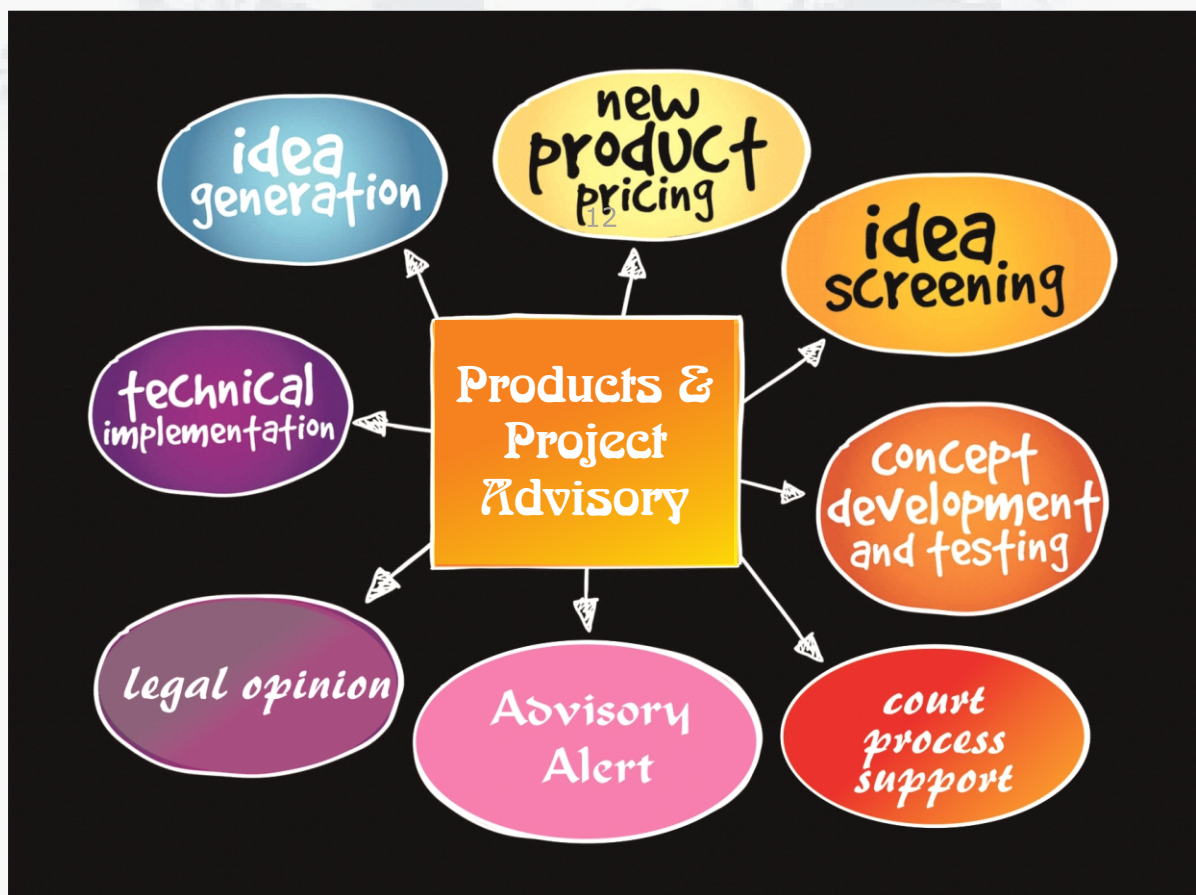 idea
generation
new
product
pricing
12
idea
screening
technical
implementation
Products &
Project
Advisory
concept
development
and testing
legal opinion
Advisory
Alert
court
process
support